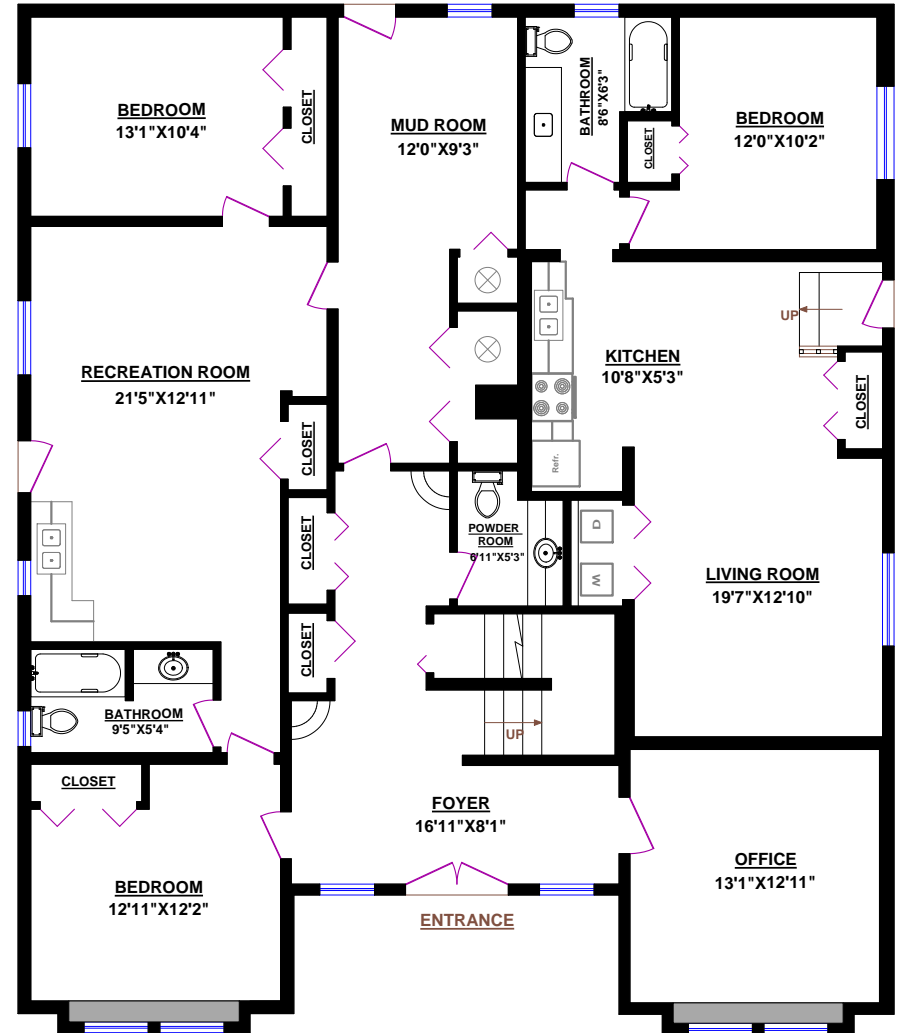 BEDROOM
13'1"X10'4"
CLOSET
MUD ROOM
12'0"X9'3"
BATHROOM
8'6"X6'3"
CLOSET
BEDROOM
12'0"X10'2"
UP
RECREATION ROOM
21'5"X12'11"
KITCHEN
10'8"X5'3"
CLOSET
CLOSET
Refr.
CLOSET
POWDER
ROOM
6'11"X5'3"
D
W
LIVING ROOM
19'7"X12'10"
CLOSET
BATHROOM
9'5"X5'4"
UP
CLOSET
FOYER
16'11"X8'1"
BEDROOM
12'11"X12'2"
OFFICE
13'1"X12'11"
ENTRANCE